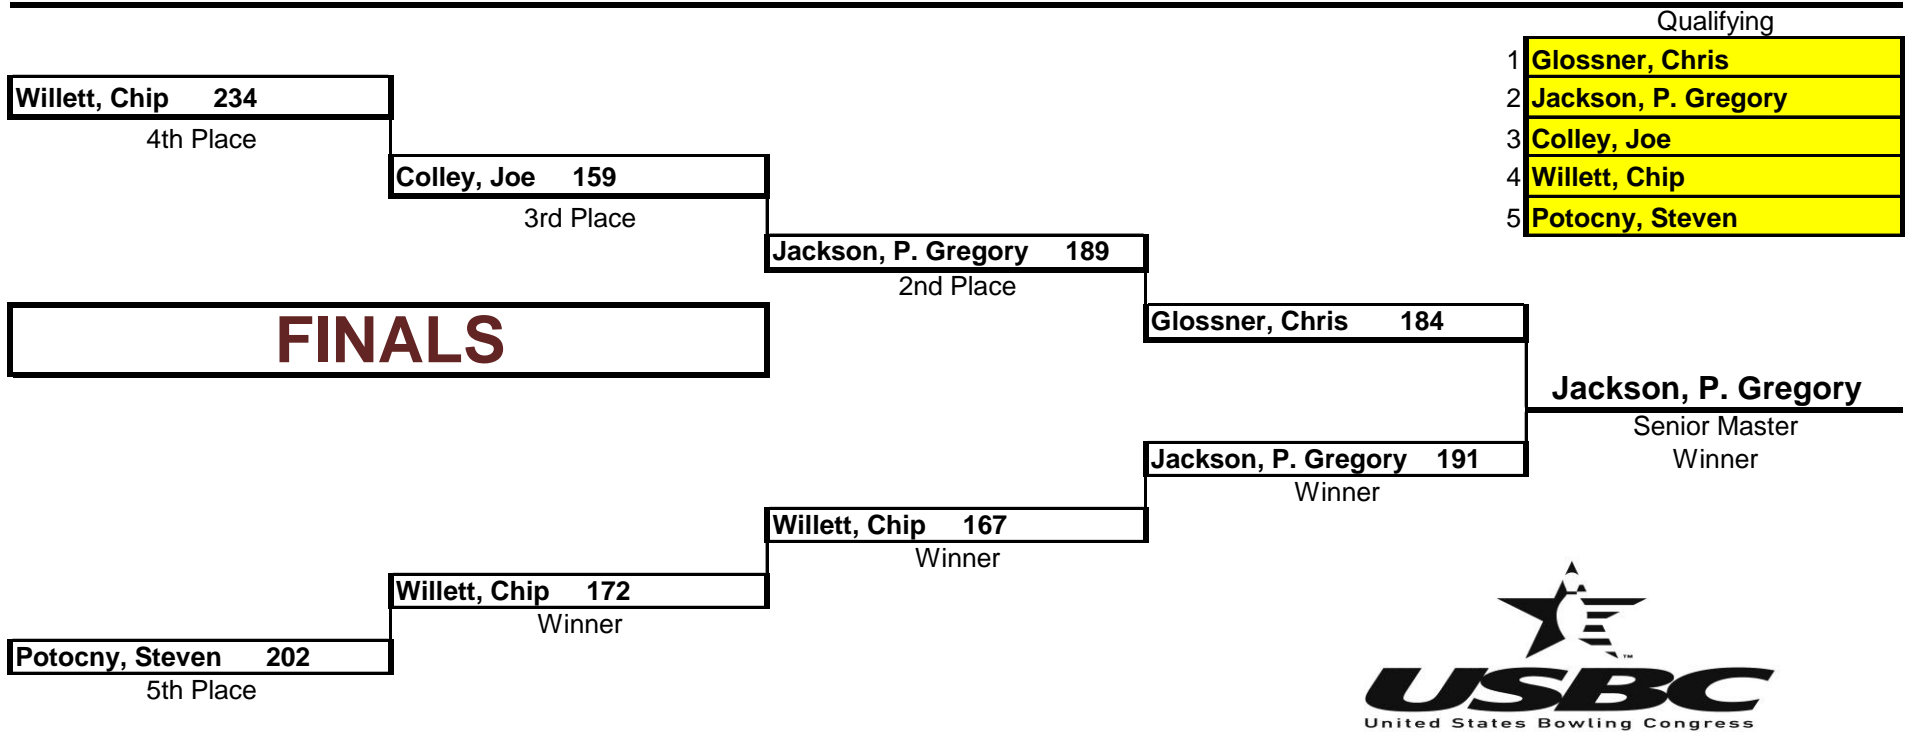 Qualifying
1 Glossner, Chris
Willett, Chip 234
2 Jackson, P. Gregory
4th Place
3 Colley, Joe
Colley, Joe 159
4 Willett, Chip
3rd Place
5 Potocny, Steven
Jackson, P. Gregory 189
2nd Place
FINALS
Glossner, Chris 184
Jackson, P. Gregory
Senior Master
Winner
Jackson, P. Gregory 191
Winner
Willett, Chip 167
Winner
Willett, Chip 172
Winner
Potocny, Steven 202
5th Place
TM
USBC
United States Bowling Congress